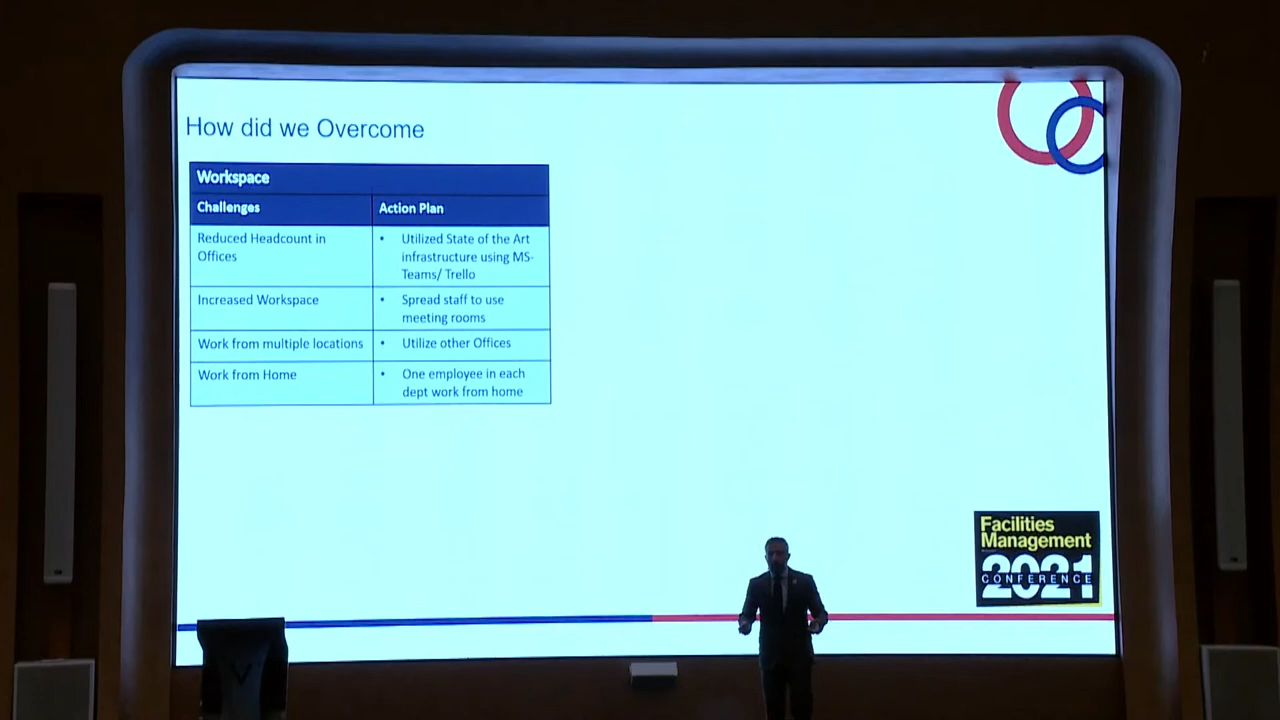 How did we Overcome
Workspace
Challenges
Action Plan
Reduced Headcount in
Offices
• Utilized State of the Art
infrastructure using MS-
Teams/ Trello
Increased Workspace
• Spread staff to use
meeting rooms
Work from multiple locations
• Utilize other Offices
Work from Home
• One employee in each
dept work from home
Facilities
Management
2021
CONFERENCE